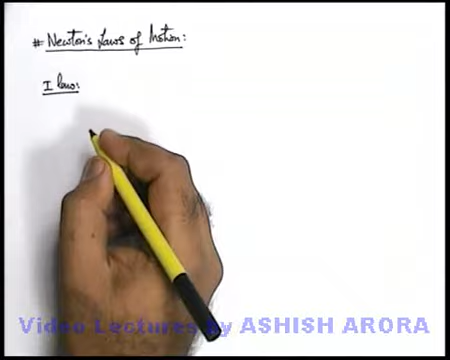 # Newton's Laws of Motion:
I law:
Video Lectures by ASHISH ARORA